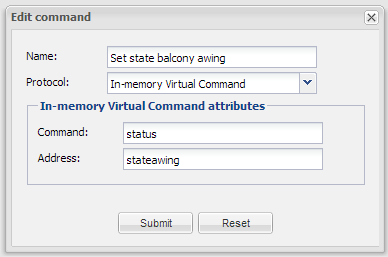 Edit command
Name: Set state balcony awing
Protocol: In-memory Virtual Command
In-memory Virtual Command attributes
Command: status
Address: stateawing
Submit Reset